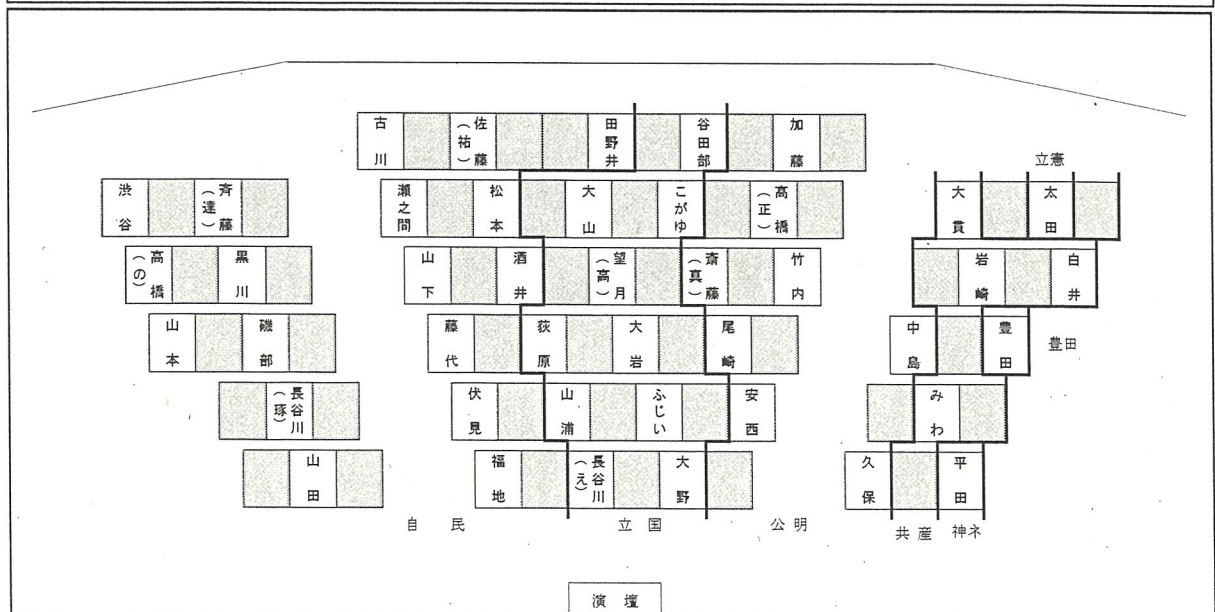 古川 佐藤（祐） 田野井 谷田部 加藤
立憲
渋谷 斉藤（達） 瀬之間 松本 大山 こがゆ 高橋（正） 大貫 太田
高橋（の） 黒川 山下 酒井 望月（高） 斎藤（真） 竹内 岩崎 白井
山本 磯部 藤代 荻原 大岩 尾崎 中島 豊田 豊田
長谷川（琢） 伏見 山浦 ふじい 安西 みわ
山田 福地 長谷川（え） 大野 久保 平田
自民 立国 公明 共産 神ネ
演壇